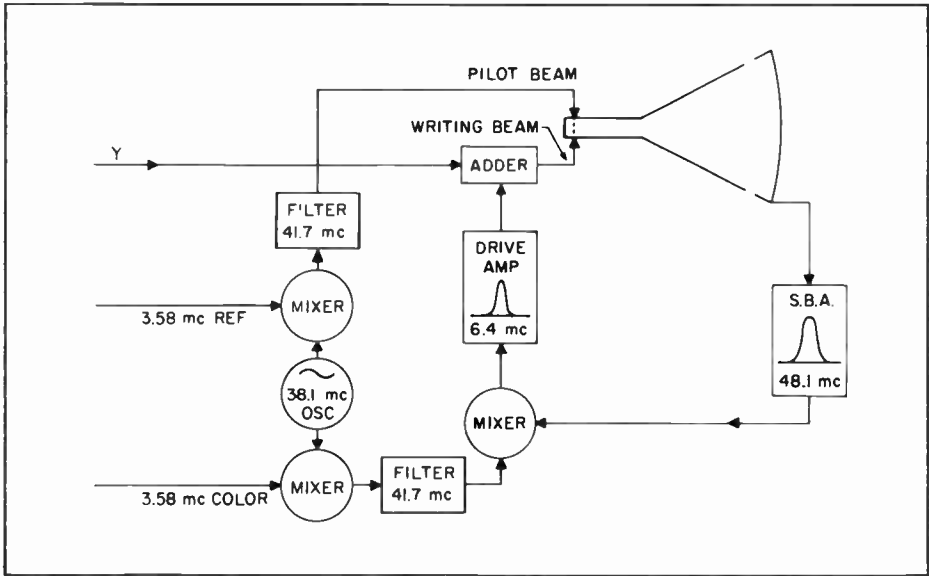 PILOT BEAM
WRITING BEAM
Y
ADDER
FILTER
41.7 mc
DRIVE
AMP
6.4 mc
S.B.A.
48.1 mc
MIXER
3.58 mc REF
38.1 mc
OSC
MIXER
MIXER
3.58 mc COLOR
FILTER
41.7 mc